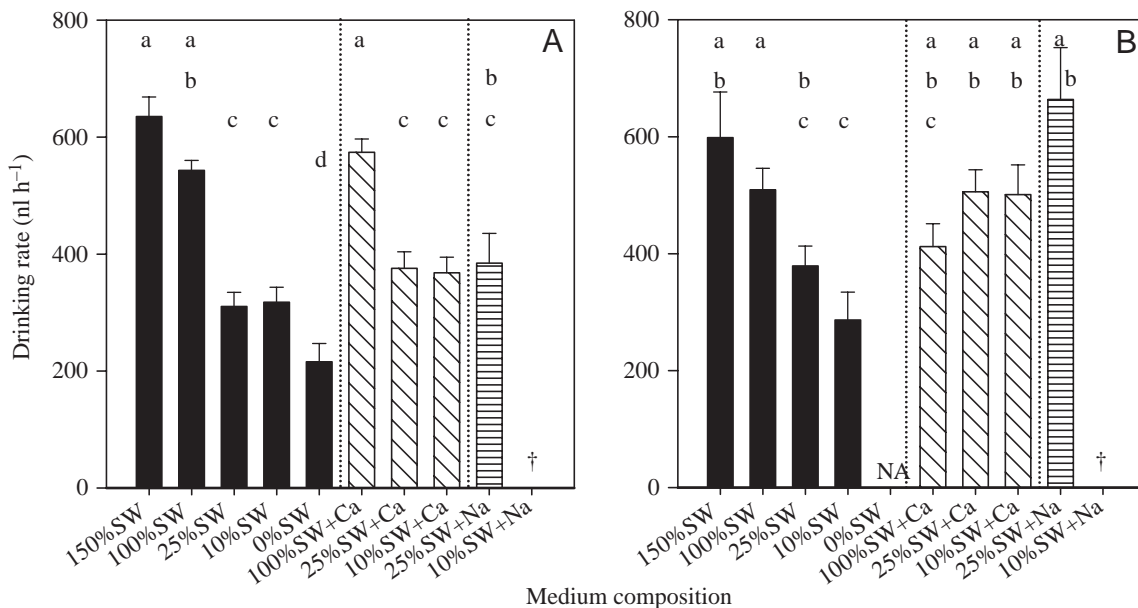 800
600
400
200
0
Drinking rate (nl h−1)
A
a a a
b b
c c c c c
d
†
150%SW
100%SW
25%SW
10%SW
0%SW
100%SW+Ca
25%SW+Ca
10%SW+Ca
25%SW+Na
10%SW+Na
800
600
400
200
0
B
a a a a a a
b b b b b b
c c c
NA
†
150%SW
100%SW
25%SW
10%SW
0%SW
100%SW+Ca
25%SW+Ca
10%SW+Ca
25%SW+Na
10%SW+Na
Medium composition